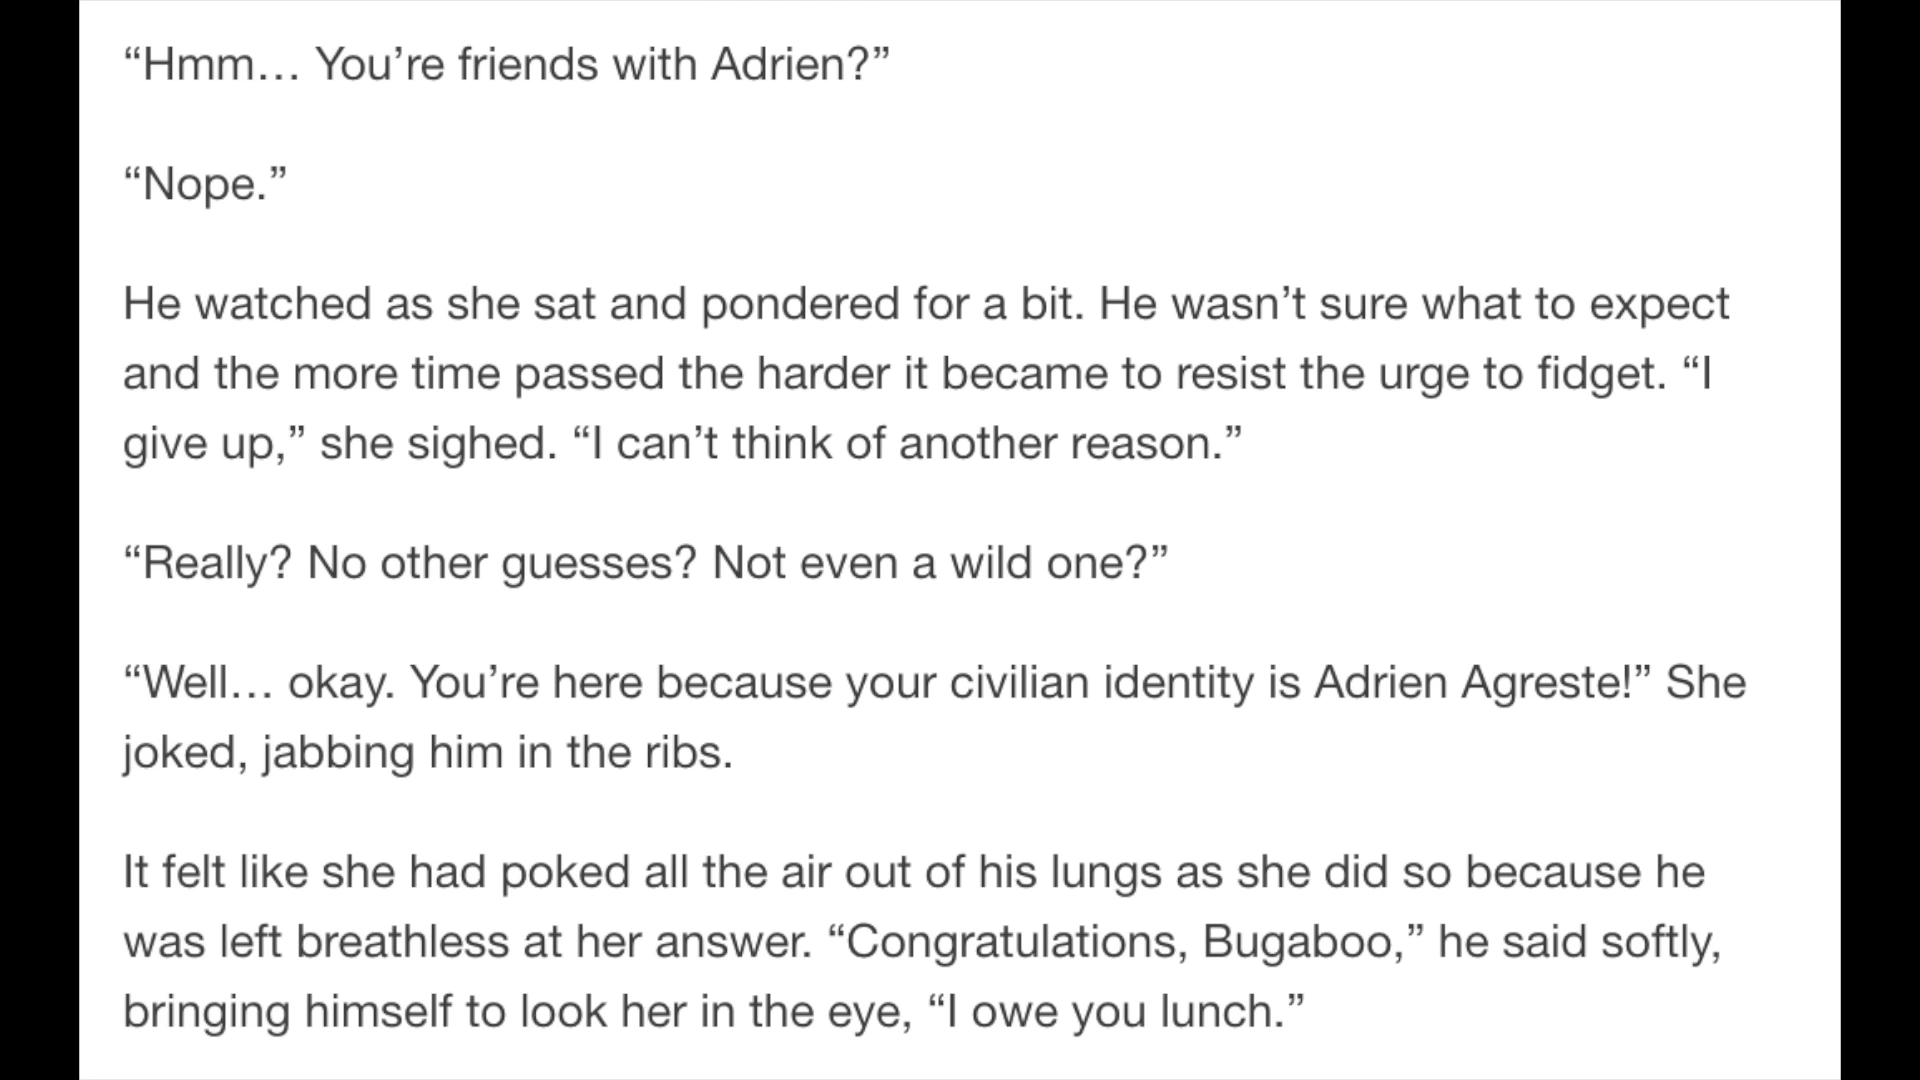 “Hmm… You’re friends with Adrien?”
“Nope.”
He watched as she sat and pondered for a bit. He wasn’t sure what to expect
and the more time passed the harder it became to resist the urge to fidget. “I
give up,” she sighed. “I can’t think of another reason.”
“Really? No other guesses? Not even a wild one?”
“Well… okay. You’re here because your civilian identity is Adrien Agreste!” She
joked, jabbing him in the ribs.
It felt like she had poked all the air out of his lungs as she did so because he
was left breathless at her answer. “Congratulations, Bugaboo,” he said softly,
bringing himself to look her in the eye, “I owe you lunch.”